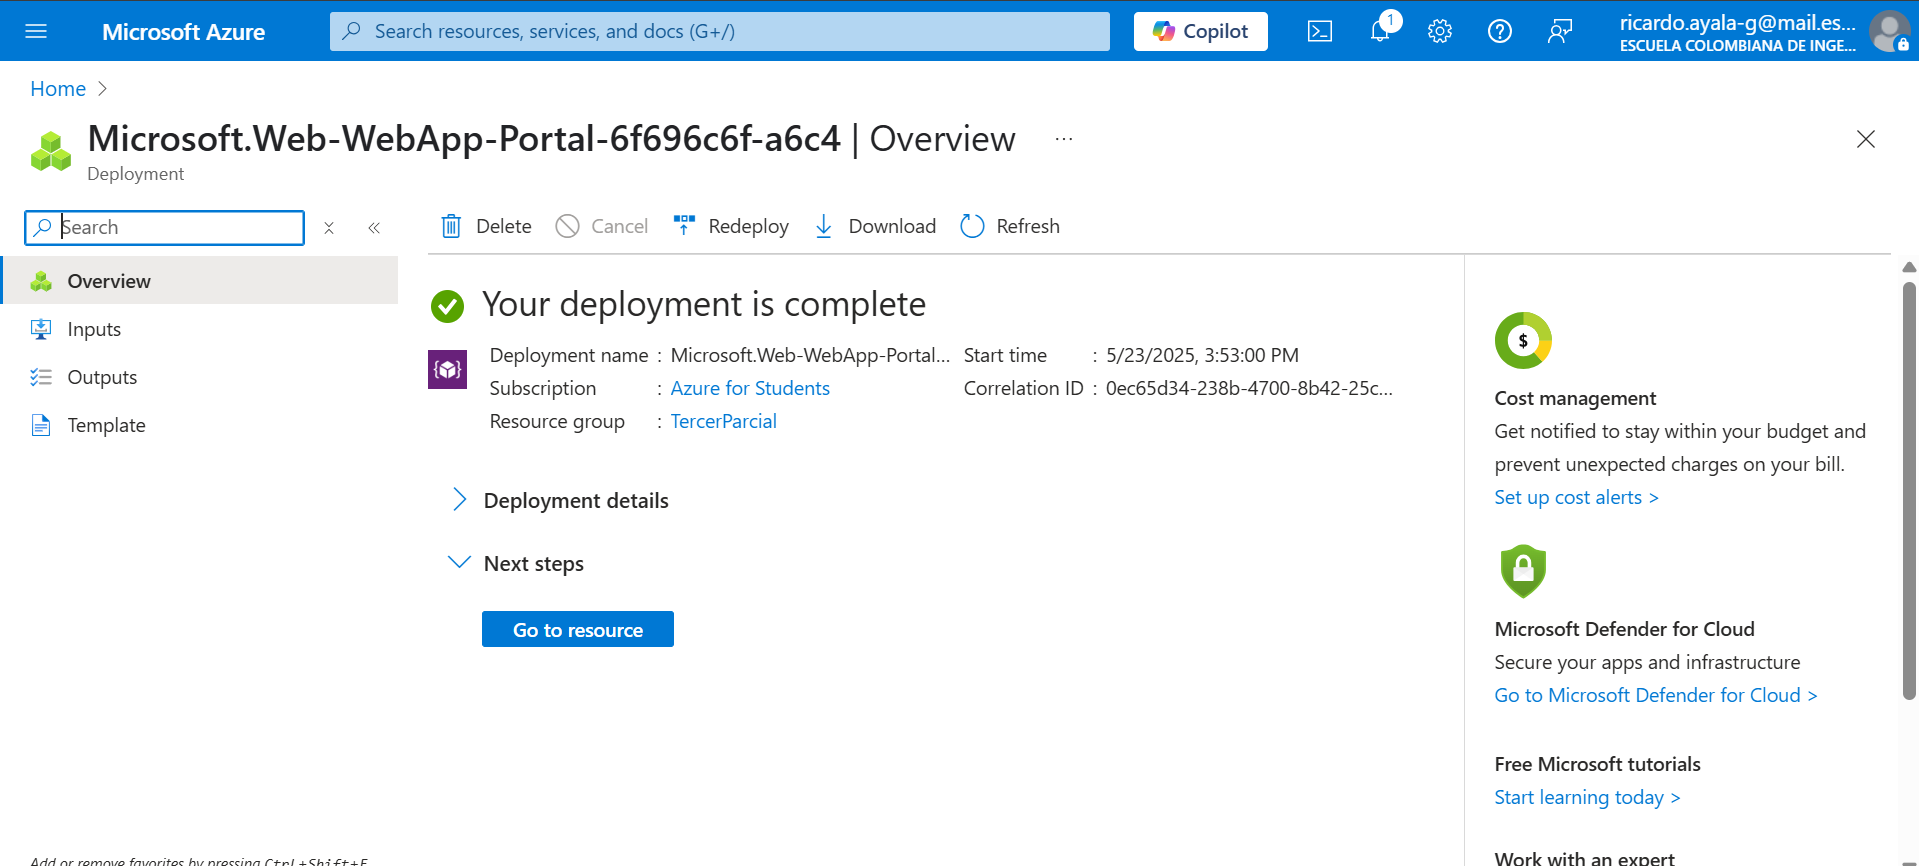 Microsoft Azure
Search resources, services, and docs (G+/)
Copilot
1
ricardo.ayala-g@mail.es...
ESCUELA COLOMBIANA DE INGE...
Home
Microsoft.Web-WebApp-Portal-6f696c6f-a6c4 | Overview ...
Deployment
Search
Overview
Inputs
Outputs
Template
Delete
Cancel
Redeploy
Download
Refresh
Your deployment is complete
Deployment name : Microsoft.Web-WebApp-Portal...
Subscription : Azure for Students
Resource group : TercerParcial
Start time : 5/23/2025, 3:53:00 PM
Correlation ID : 0ec65d34-238b-4700-8b42-25c...
Deployment details
Next steps
Go to resource
$
Cost management
Get notified to stay within your budget and
prevent unexpected charges on your bill.
Set up cost alerts >
Microsoft Defender for Cloud
Secure your apps and infrastructure
Go to Microsoft Defender for Cloud >
Free Microsoft tutorials
Start learning today >
Work with an expert
Add or remove favorites by pressing Ctrl+Shift+F